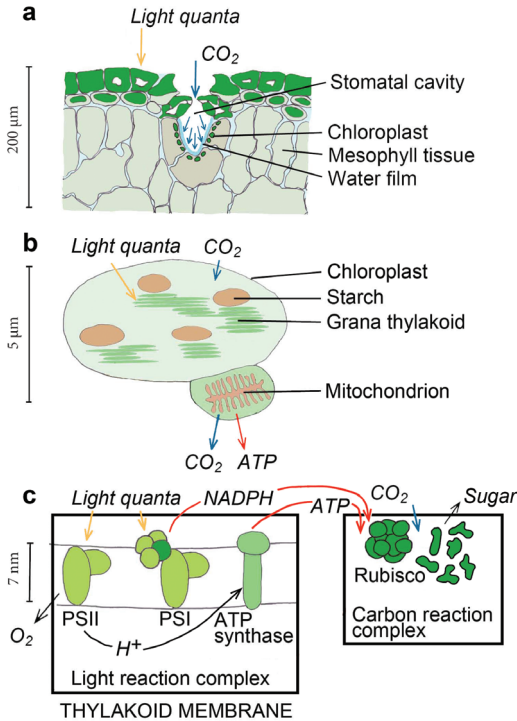 a
Light quanta
CO2
200 μm
Stomatal cavity
Chloroplast
Mesophyll tissue
Water film
b
Light quanta
CO2
5 μm
Chloroplast
Starch
Grana thylakoid
Mitochondrion
CO2 ATP
c
Light quanta
NADPH
ATP
CO2
Sugar
7 nm
Rubisco
O2
PSII
H+
PSI
ATP
synthase
Carbon reaction
complex
Light reaction complex
THYLAKOID MEMBRANE